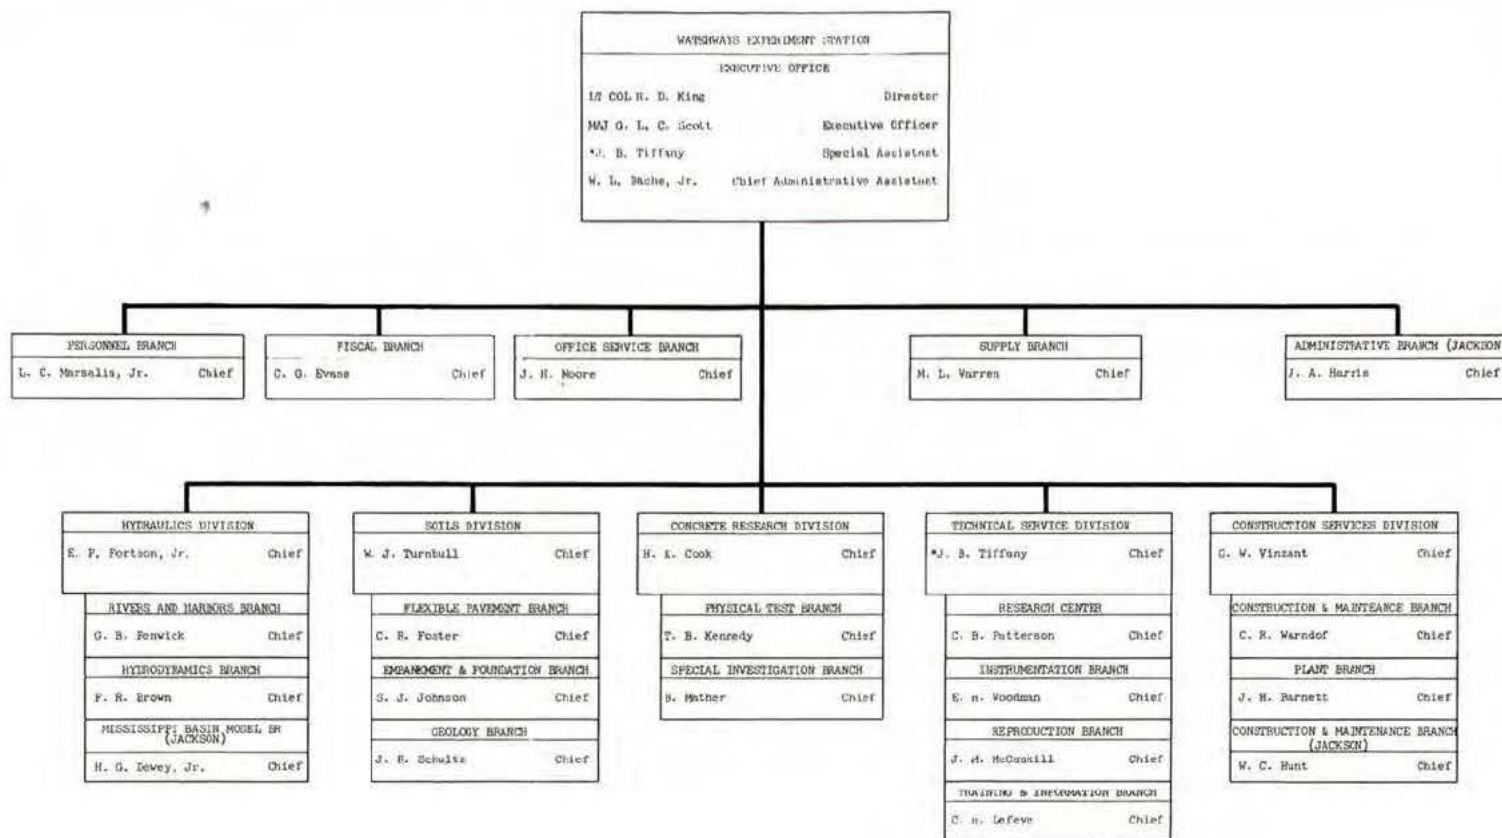 WATERWAYS EXPERIMENT STATION
EXECUTIVE OFFICE
LT COL H. D. King Director
MAJ G. L. C. Scott Executive Officer
*J. B. Tiffany Special Assistant
W. L. Bache, Jr. Chief Administrative Assistant
PERSONNEL BRANCH
L. C. Marsalis, Jr. Chief
FISCAL BRANCH
C. G. Evans Chief
OFFICE SERVICE BRANCH
J. H. Moore Chief
SUPPLY BRANCH
M. L. Warren Chief
ADMINISTRATIVE BRANCH (JACKSON
J. A. Harris Chief
HYDRAULICS DIVISION
E. P. Fortson, Jr. Chief
RIVERS AND HARBORS BRANCH
G. B. Fenwick Chief
HYDRODYNAMICS BRANCH
F. R. Brown Chief
MISSISSIPPI BASIN MODEL BR
(JACKSON)
H. G. Dewey, Jr. Chief
SOILS DIVISION
W. J. Turnbull Chief
FLEXIBLE PAVEMENT BRANCH
C. R. Foster Chief
EMBANKMENT & FOUNDATION BRANCH
S. J. Johnson Chief
GEOLOGY BRANCH
J. R. Schultz Chief
CONCRETE RESEARCH DIVISION
H. K. Cook Chief
PHYSICAL TEST BRANCH
T. B. Kennedy Chief
SPECIAL INVESTIGATION BRANCH
B. Mather Chief
TECHNICAL SERVICE DIVISION
*J. B. Tiffany Chief
RESEARCH CENTER
C. B. Patterson Chief
INSTRUMENTATION BRANCH
E. H. Woodman Chief
REPRODUCTION BRANCH
J. M. McCaskill Chief
TRAINING & INFORMATION BRANCH
C. H. Lefeve Chief
CONSTRUCTION SERVICES DIVISION
G. W. Vinzant Chief
CONSTRUCTION & MAINTEANCE BRANCH
C. R. Warndof Chief
PLANT BRANCH
J. H. Barnett Chief
CONSTRUCTION & MAINTENANCE BRANCH
(JACKSON)
W. C. Hunt Chief